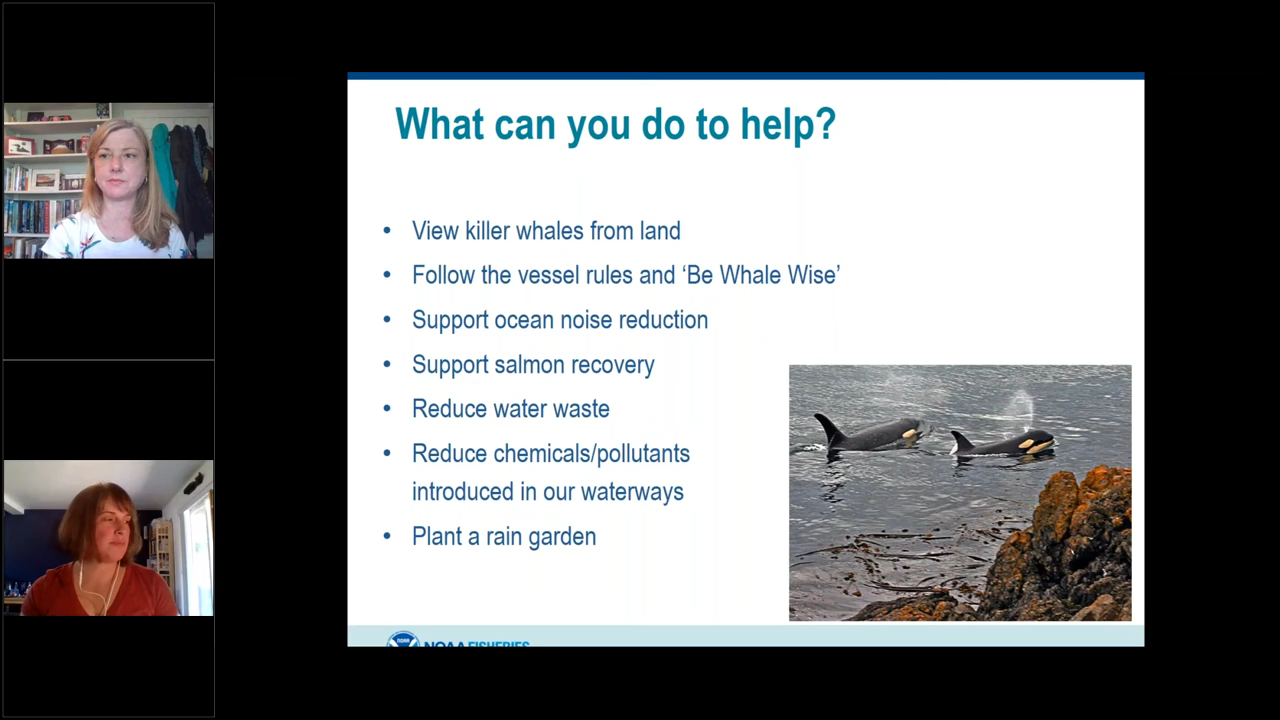 What can you do to help?
• View killer whales from land
• Follow the vessel rules and ‘Be Whale Wise’
• Support ocean noise reduction
• Support salmon recovery
• Reduce water waste
• Reduce chemicals/pollutants
introduced in our waterways
• Plant a rain garden
NOAA FISHERIES